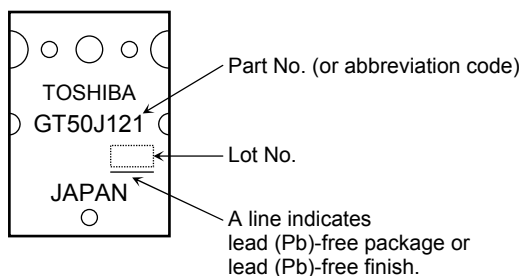 Part No. (or abbreviation code)
TOSHIBA
GT50J121
Lot No.
JAPAN
A line indicates
lead (Pb)-free package or
lead (Pb)-free finish.